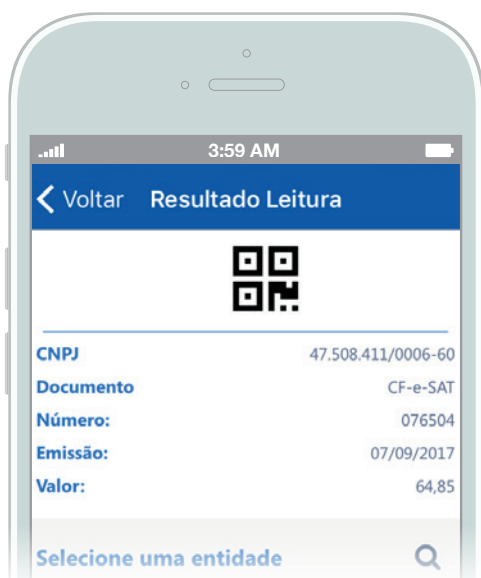 3:59 AM
Voltar Resultado Leitura
CNPJ 47.508.411/0006-60
Documento CF-e-SAT
Número: 076504
Emissão: 07/09/2017
Valor: 64,85
Selecione uma entidade